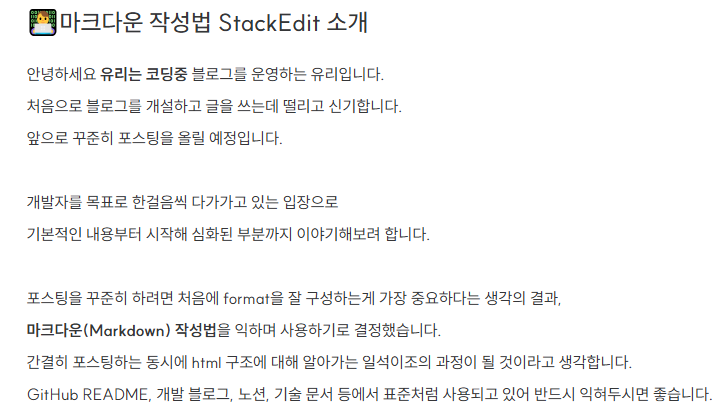 마크다운 작성법 StackEdit 소개
안녕하세요 유리는 코딩중 블로그를 운영하는 유리입니다.
처음으로 블로그를 개설하고 글을 쓰는데 떨리고 신기합니다.
앞으로 꾸준히 포스팅을 올릴 예정입니다.
개발자를 목표로 한걸음씩 다가가고 있는 입장으로
기본적인 내용부터 시작해 심화된 부분까지 이야기해보려 합니다.
포스팅을 꾸준히 하려면 처음에 format을 잘 구성하는게 가장 중요하다는 생각의 결과,
마크다운(Markdown) 작성법을 익하며 사용하기로 결정했습니다.
간결히 포스팅하는 동시에 html 구조에 대해 알아가는 일석이조의 과정이 될 것이라고 생각합니다.
GitHub README, 개발 블로그, 노션, 기술 문서 등에서 표준처럼 사용되고 있어 반드시 익혀두시면 좋습니다.